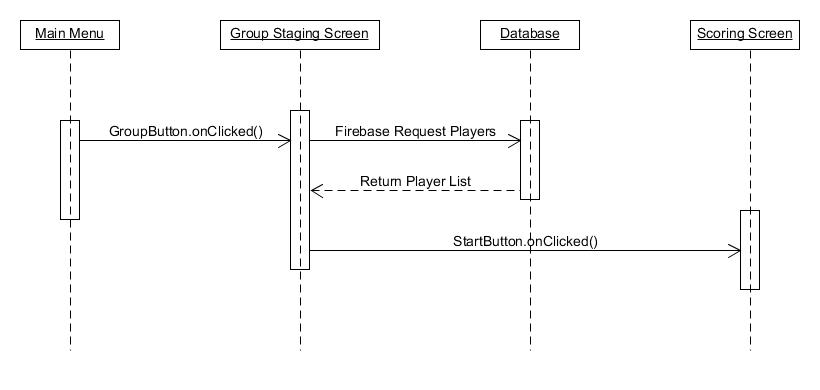 Main Menu
Group Staging Screen
Database
Scoring Screen
GroupButton.onClicked()
Firebase Request Players
Return Player List
StartButton.onClicked()